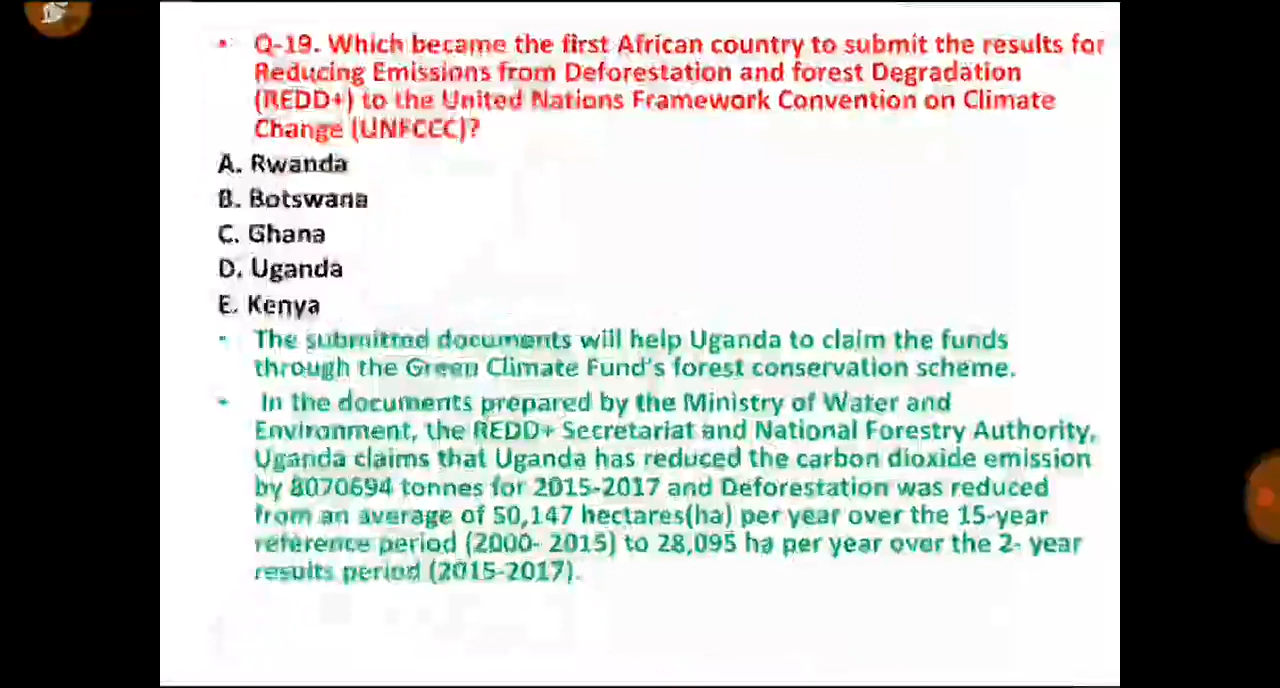 • Q-19. Which became the first African country to submit the results for
Reducing Emissions from Deforestation and forest Degradation
(REDD+) to the United Nations Framework Convention on Climate
Change (UNFCCC)?
A. Rwanda
B. Botswana
C. Ghana
D. Uganda
E. Kenya
• The submitted documents will help Uganda to claim the funds
through the Green Climate Fund's forest conservation scheme.
• In the documents prepared by the Ministry of Water and
Environment, the REDD+ Secretariat and National Forestry Authority,
Uganda claims that Uganda has reduced the carbon dioxide emission
by 8070694 tonnes for 2015-2017 and Deforestation was reduced
from an average of 50,147 hectares(ha) per year over the 15-year
reference period (2000- 2015) to 28,095 ha per year over the 2- year
results period (2015-2017).